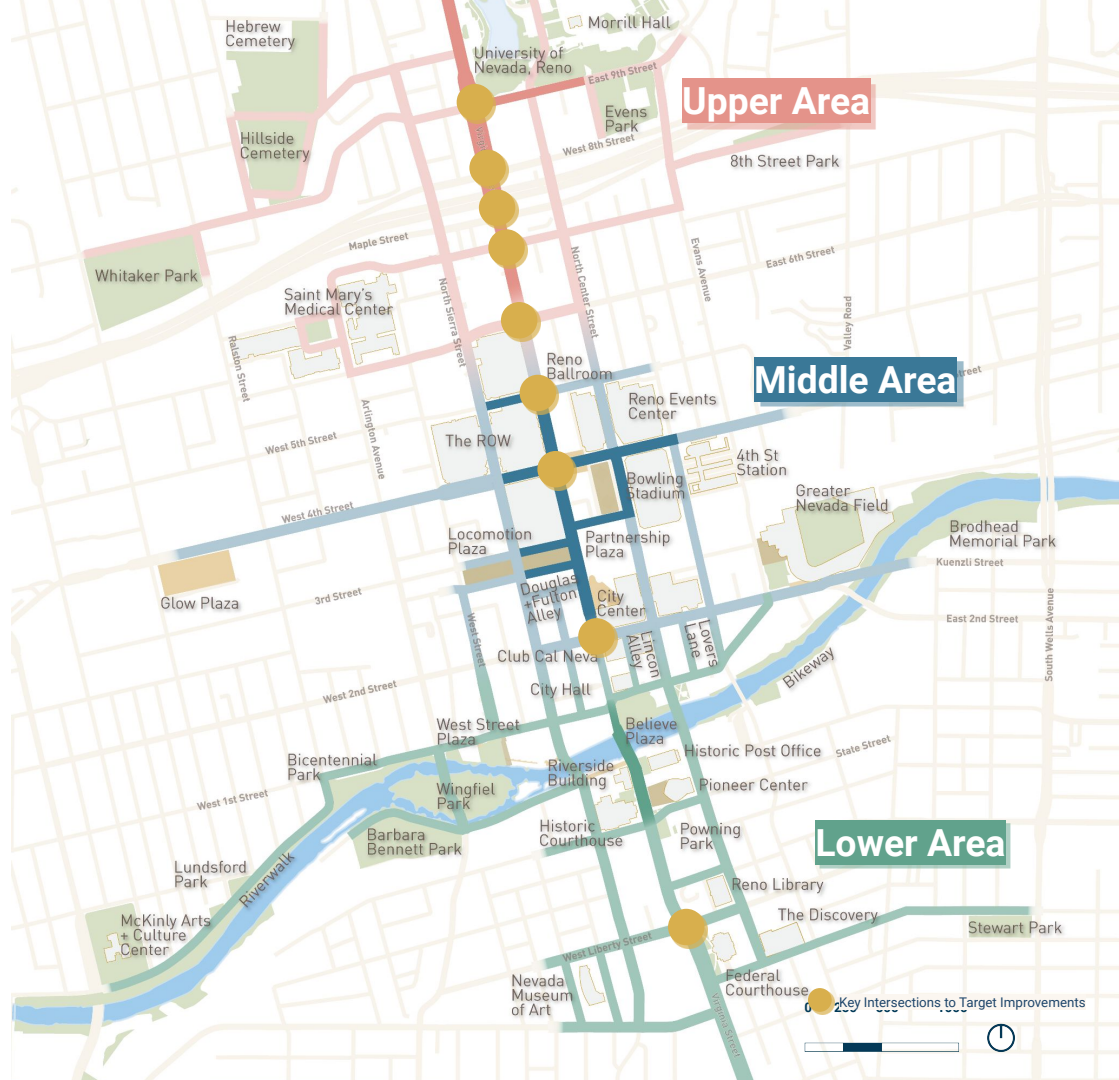 Hebrew
Cemetery
Morrill Hall
University of
Nevada, Reno
East 9th Street
Upper Area
Evens
Park
Hillside
Cemetery
West 8th Street
8th Street Park
Maple Street
Whitaker Park
North Center Street
Evans Avenue
East 6th Street
Saint Mary's
Medical Center
North Sierra Street
Valley Road
Ralston Street
Reno
Ballroom
Middle Area
Street
Arlington Avenue
Reno Events
Center
West 5th Street
The ROW
4th St
Station
Bowling
Stadium
Greater
Nevada Field
West 4th Street
Brodhead
Memorial Park
Locomotion
Plaza
Partnership
Plaza
Kuenzli Street
Glow Plaza
3rd Street
Douglas
+Fulton
Alley
City
Center
East 2nd Street
South Wells Avenue
West Street
Club Cal Neva
Lincon
Alley
Lovers
Lane
Bikeway
West 2nd Street
City Hall
West Street
Plaza
Believe
Plaza
State Street
Historic Post Office
Bicentennial
Park
Riverside
Building
Pioneer Center
West 1st Street
Wingfiel
Park
Historic
Courthouse
Powning
Park
Lower Area
Barbara
Bennett Park
Lundsford
Park
Riverwalk
Reno Library
The Discovery
McKinly Arts
+ Culture
Center
Stewart Park
West Liberty Street
Nevada
Museum
of Art
Federal
Courthouse
Virginia Street
Key Intersections to Target Improvements